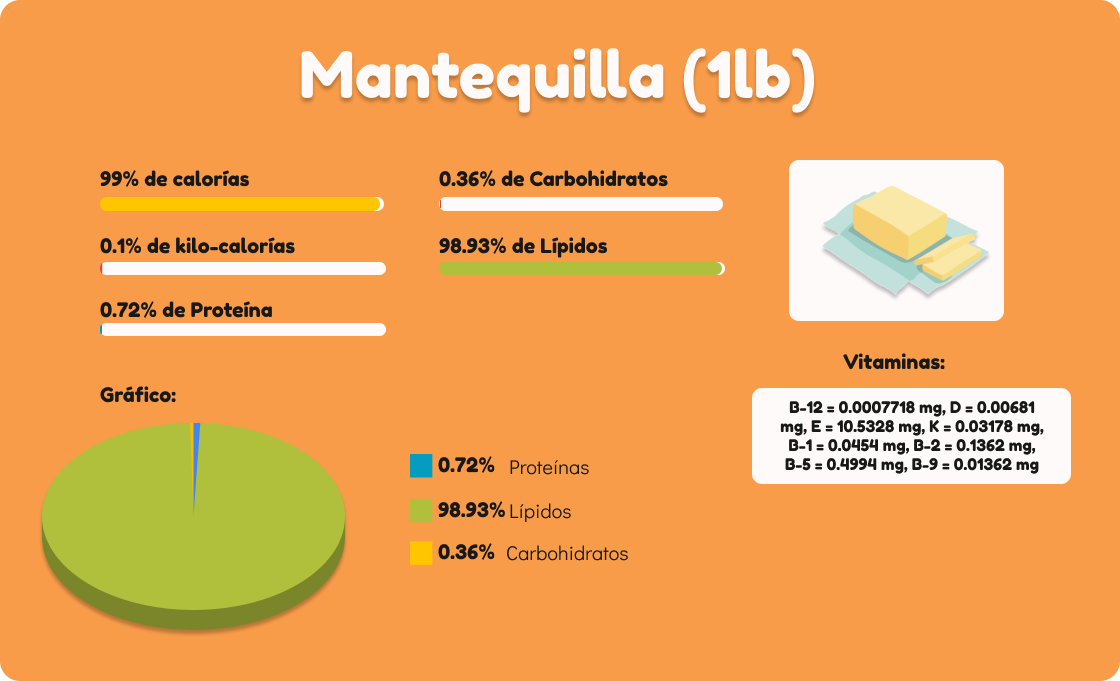 Mantequilla (1lb)
99% de calorías
0.1% de kilo-calorías
0.72% de Proteína
0.36% de Carbohidratos
98.93% de Lípidos
Gráfico:
0.72% Proteínas
98.93% Lípidos
0.36% Carbohidratos
Vitaminas:
B-12 = 0.0007718 mg, D = 0.00681
mg, E = 10.5328 mg, K = 0.03178 mg,
B-1 = 0.0454 mg, B-2 = 0.1362 mg,
B-5 = 0.4994 mg, B-9 = 0.01362 mg